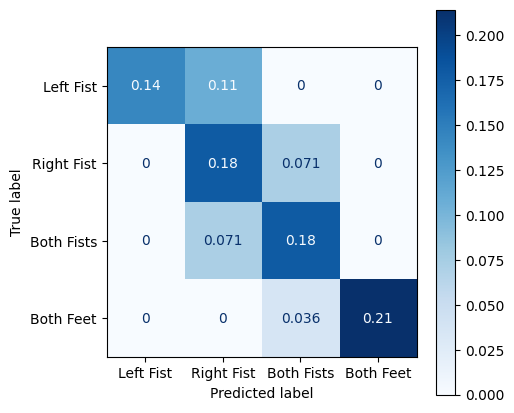 Left Fist 0.14 0.11 0 0
Right Fist 0 0.18 0.071 0
Both Fists 0 0.071 0.18 0
Both Feet 0 0 0.036 0.21
Left Fist Right Fist Both Fists Both Feet
Predicted label
True label
0.200
0.175
0.150
0.125
0.100
0.075
0.050
0.025
0.000